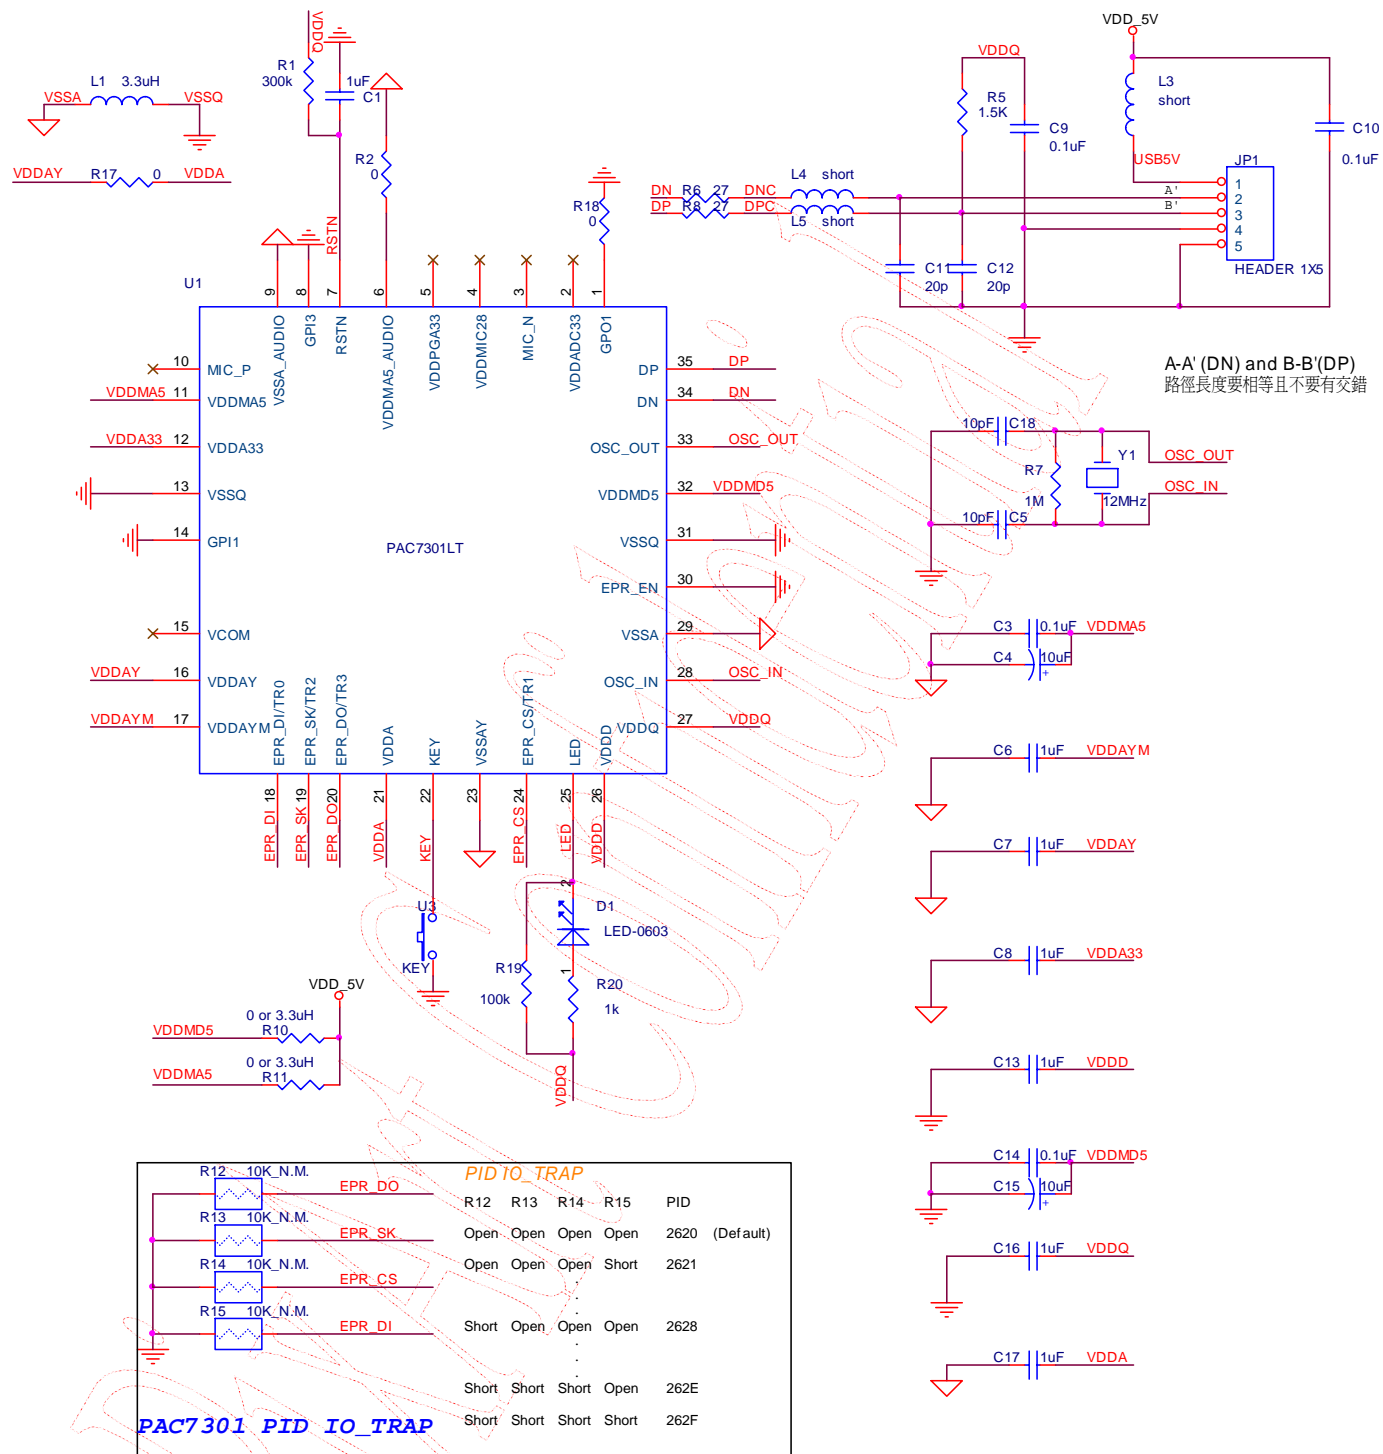 VDD_5V
VDDQ
R1
300k
1uF
C1
L1 3.3uH
VSSA
VSSQ
VDDAY R17 0 VDDA
R2
0
RSTN
R18
0
VDDQ
R5
1.5K
C9
0.1uF
L3
short
C10
0.1uF
USB5V
JP1
1
2
3
4
5
HEADER 1X5
A'
B'
DN R6 27 DNC L4 short
DP R8 27 DPC L5 short
C11
20p
C12
20p
A-A' (DN) and B-B'(DP)
路徑長度要相等且不要有交錯
U1
9 8 7 6 5 4 3 2 1
VSSA_AUDIO
GPI3
RSTN
VDDMA5_AUDIO
VDDPGA33
VDDMIC28
MIC_N
VDDADC33
GPO1
10 MIC_P
VDDMA5 11 VDDMA5
VDDA33 12 VDDA33
13 VSSQ
14 GPI1
15 VCOM
VDDAY 16 VDDAY
VDDAYM 17 VDDAYM
PAC7301LT
DP 35 DP
DN 34 DN
OSC_OUT 33 OSC_OUT
VDDMD5 32 VDDMD5
VSSQ 31
EPR_EN 30
VSSA 29
OSC_IN 28 OSC_IN
VDDQ 27 VDDQ
EPR_DI/TR0
EPR_SK/TR2
EPR_DO/TR3
VDDA
KEY
VSSAY
EPR_CS/TR1
LED
VDDD
18 19 20 21 22 23 24 25 26
EPR_DI
EPR_SK
EPR_DO
VDDA
KEY
EPR_CS
LED
VDDD
10pF C18
R7
1M
Y1
12MHz
OSC_OUT
OSC_IN
10pF C5
C3 0.1uF VDDMA5
C4 10uF
+
C6 1uF VDDAYM
C7 1uF VDDAY
C8 1uF VDDA33
C13 1uF VDDD
C14 0.1uF VDDMD5
C15 10uF
+
C16 1uF VDDQ
C17 1uF VDDA
U3
KEY
2
D1
LED-0603
1
R19
100k
R20
1k
VDDQ
VDD_5V
0 or 3.3uH
VDDMD5 R10
0 or 3.3uH
VDDMA5 R11
R12 10K_N.M.
EPR_DO
R13 10K_N.M.
EPR_SK
R14 10K_N.M.
EPR_CS
R15 10K_N.M.
EPR_DI
PID IO_TRAP
R12 R13 R14 R15 PID
Open Open Open Open 2620 (Default)
Open Open Open Short 2621
.
.
.
Short Open Open Open 2628
.
.
.
Short Short Short Open 262E
Short Short Short Short 262F
PAC7301 PID IO_TRAP